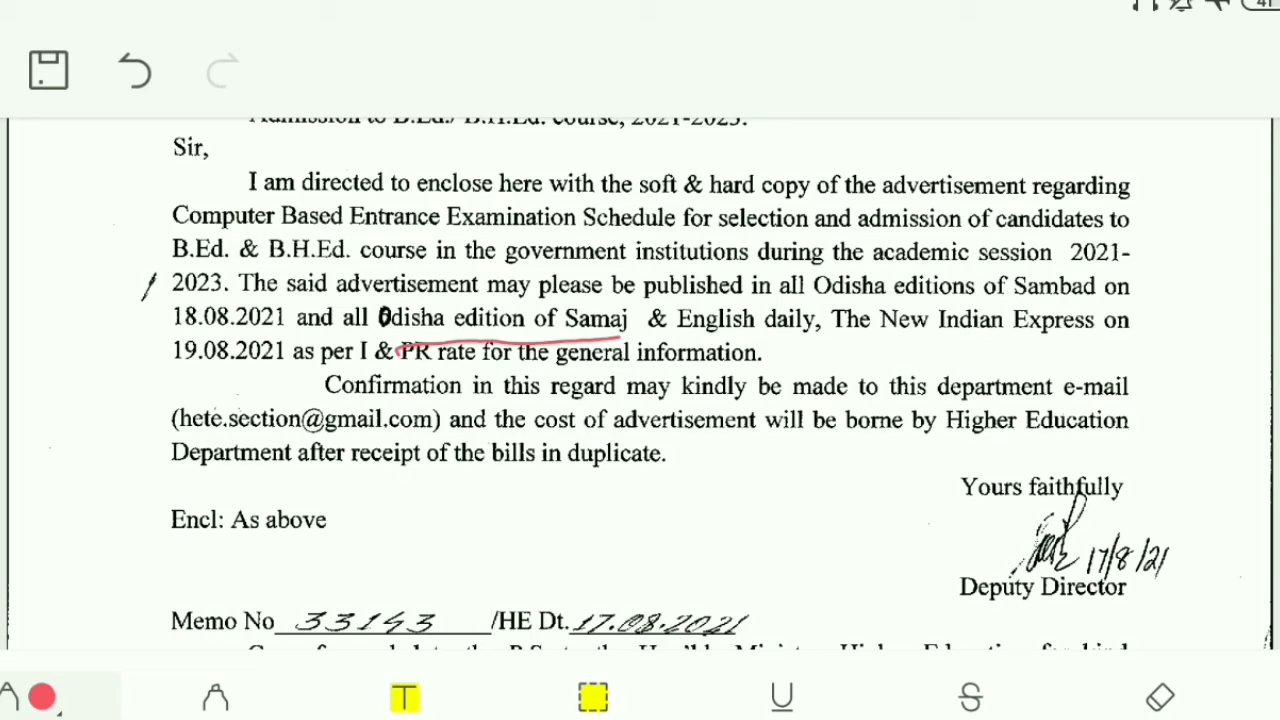 Admission to B.Ed./ B.H.Ed. course, 2021-2023.
Sir,
I am directed to enclose here with the soft & hard copy of the advertisement regarding
Computer Based Entrance Examination Schedule for selection and admission of candidates to
B.Ed. & B.H.Ed. course in the government institutions during the academic session 2021-
2023. The said advertisement may please be published in all Odisha editions of Sambad on
18.08.2021 and all Odisha edition of Samaj & English daily, The New Indian Express on
19.08.2021 as per I & PR rate for the general information.
Confirmation in this regard may kindly be made to this department e-mail
(hete.section@gmail.com) and the cost of advertisement will be borne by Higher Education
Department after receipt of the bills in duplicate.
Yours faithfully
17/8/21
Encl: As above
Deputy Director
Memo No 33143 /HE Dt. 17.08.2021
T
U
S